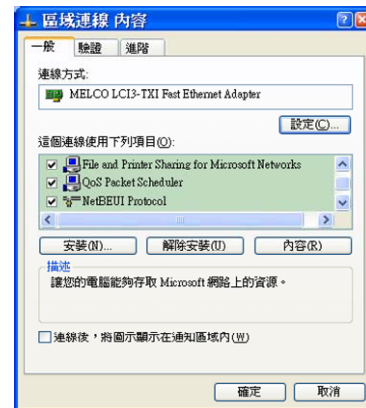 區域連線 內容
一般 驗證 進階
連線方式:
MELCO LCI3-TXI Fast Ethernet Adapter
設定(C)...
這個連線使用下列項目(O):
File and Printer Sharing for Microsoft Networks
QoS Packet Scheduler
NetBEUI Protocol
安裝(N)... 解除安裝(U) 內容(R)
描述
讓您的電腦能夠存取 Microsoft 網路上的資源。
連線後，將圖示顯示在通知區域內(W)
確定 取消